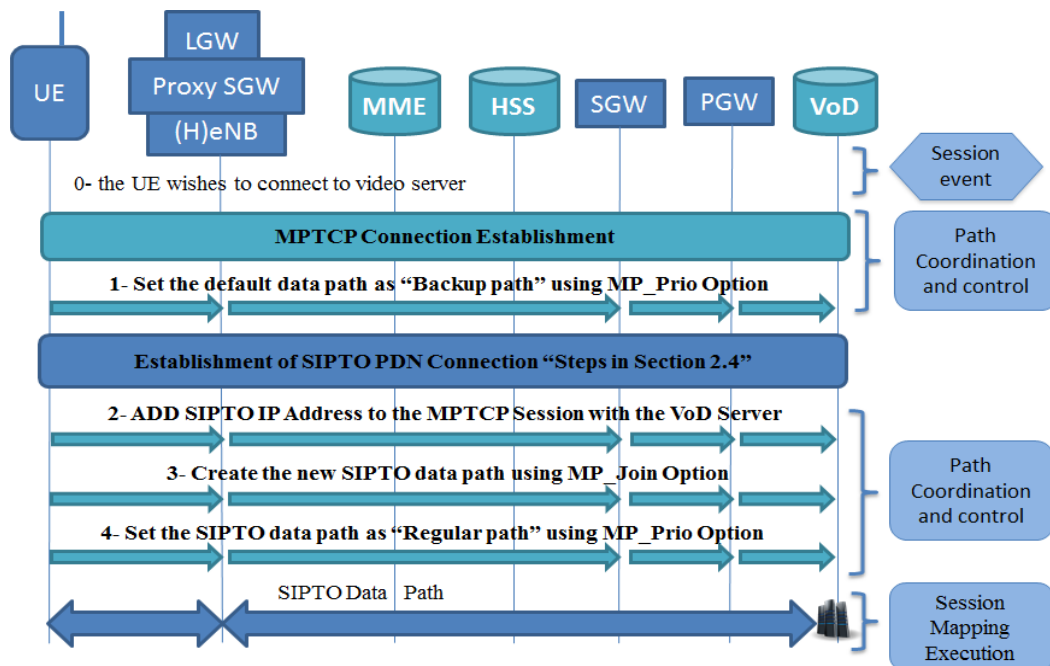 LGW
UE
Proxy SGW
(H)eNB
MME
HSS
SGW
PGW
VoD
Session
event
0- the UE wishes to connect to video server
MPTCP Connection Establishment
Path
Coordination
and control
1- Set the default data path as “Backup path” using MP_Prio Option
Establishment of SIPTO PDN Connection “Steps in Section 2.4”
2- ADD SIPTO IP Address to the MPTCP Session with the VoD Server
3- Create the new SIPTO data path using MP_Join Option
Path
Coordination
and control
4- Set the SIPTO data path as “Regular path” using MP_Prio Option
SIPTO Data Path
Session
Mapping
Execution